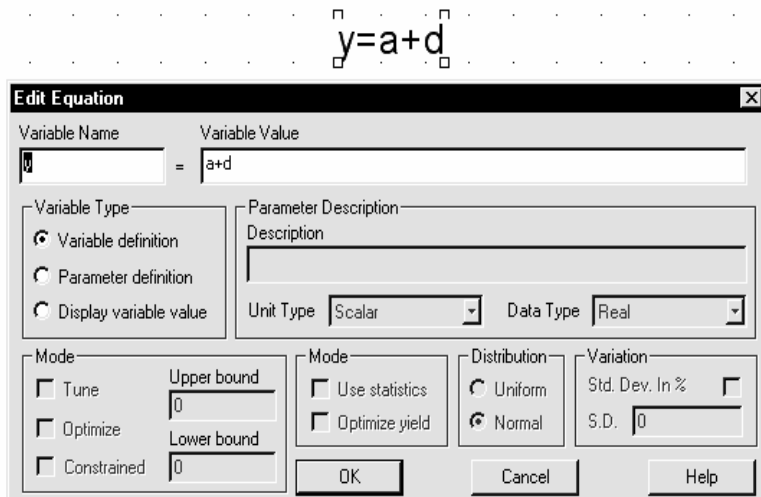 y=a+d
Edit Equation
Variable Name Variable Value
y = a+d
Variable Type Parameter Description
Variable definition Description
Parameter definition
Display variable value Unit Type Scalar Data Type Real
Mode Mode Distribution Variation
Tune Upper bound Use statistics Uniform Std. Dev. In %
0
Optimize Optimize yield Normal S.D. 0
Lower bound
Constrained 0
OK Cancel Help